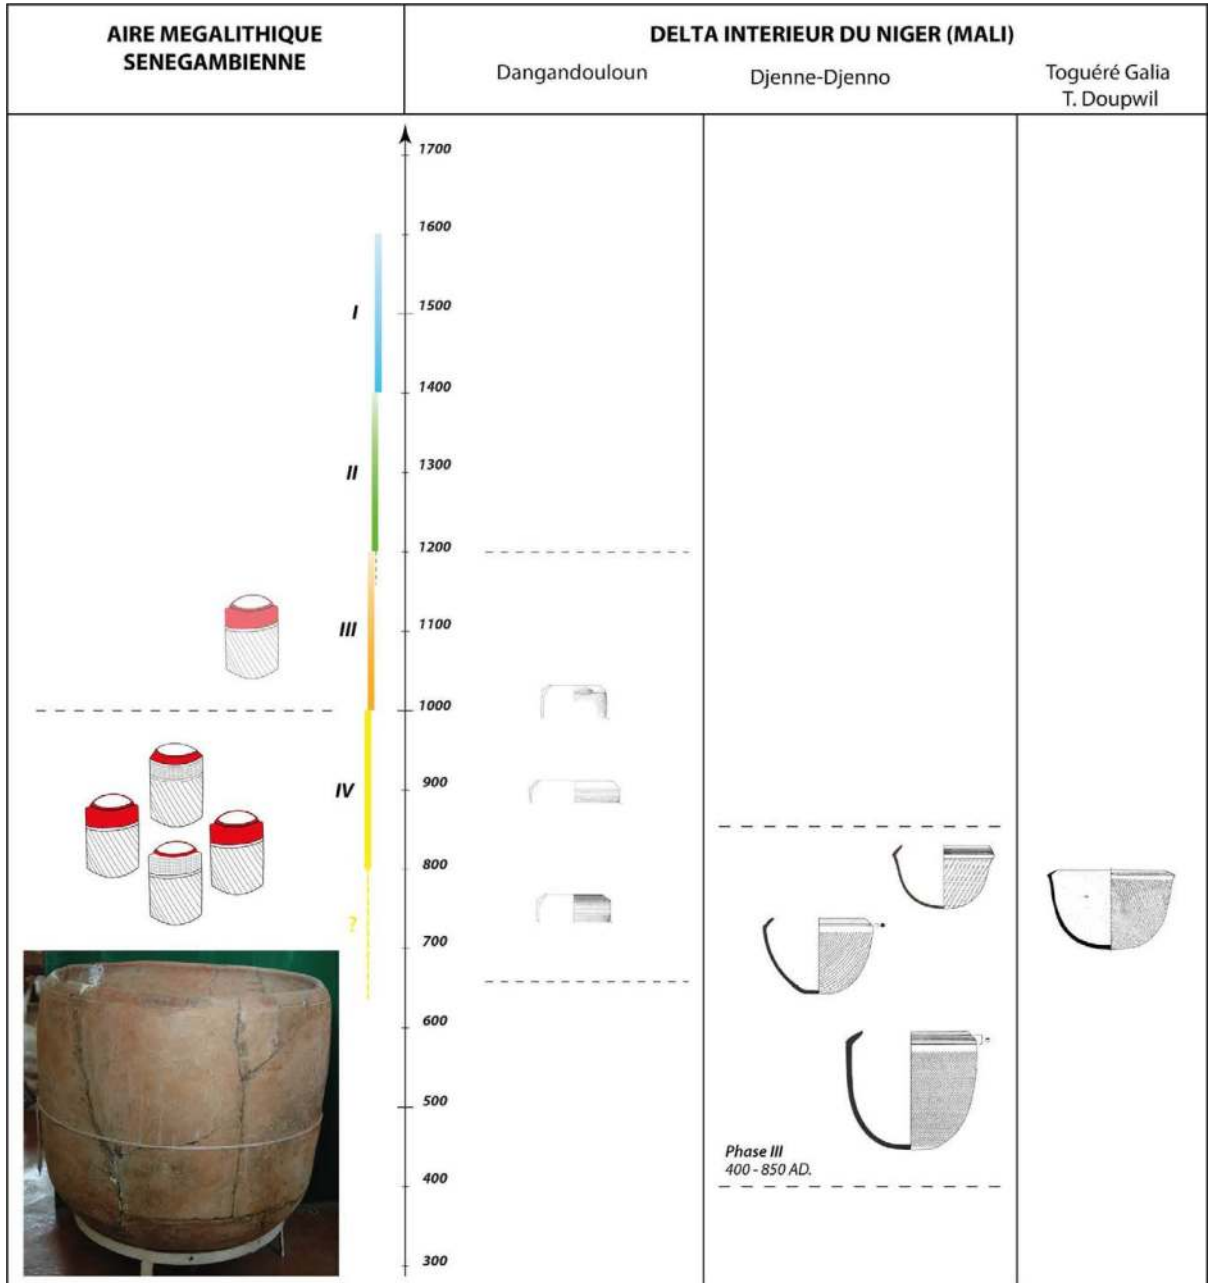 AIRE MEGALITHIQUE
SENEGAMBIENNE
DELTA INTERIEUR DU NIGER (MALI)
Dangandouloun
Djenne-Djenno
Toguéré Galia
T. Doupwil
1700
1600
I
1500
1400
II
1300
1200
III
1100
1000
IV
900
800
?
700
600
500
Phase III
400 - 850 AD.
400
300